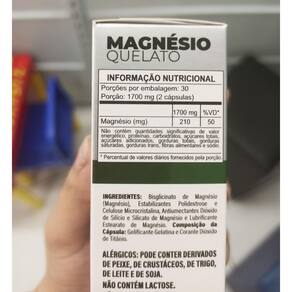 MAGNÉSIO
QUELATO
INFORMAÇÃO NUTRICIONAL
Porções por embalagem: 30
Porção: 1700 mg (2 cápsulas)
1700 mg %VD*
Magnésio (mg) 210 50
Não contém quantidades significativas de valor
energético, proteínas, carboidratos, açúcares totais,
açúcares adicionados, gorduras totais, gorduras
saturadas, gorduras trans, fibras alimentares e sódio.
* Percentual de valores diários fornecidos pela porção
INGREDIENTES: Bisglicinato de Magnésio
(Magnésio), Estabilizantes Polidextrose e
Celulose Microcristalina, Antiumectantes Dióxido
de Silício e Silicato de Magnésio e Lubrificante
Estearato de Magnésio. Composição da
Cápsula: Gelificante Gelatina e Corante Dióxido
de Titânio.
ALÉRGICOS: PODE CONTER DERIVADOS
DE PEIXE, DE CRUSTÁCEOS, DE TRIGO,
DE LEITE E DE SOJA.
NÃO CONTÉM LACTOSE.